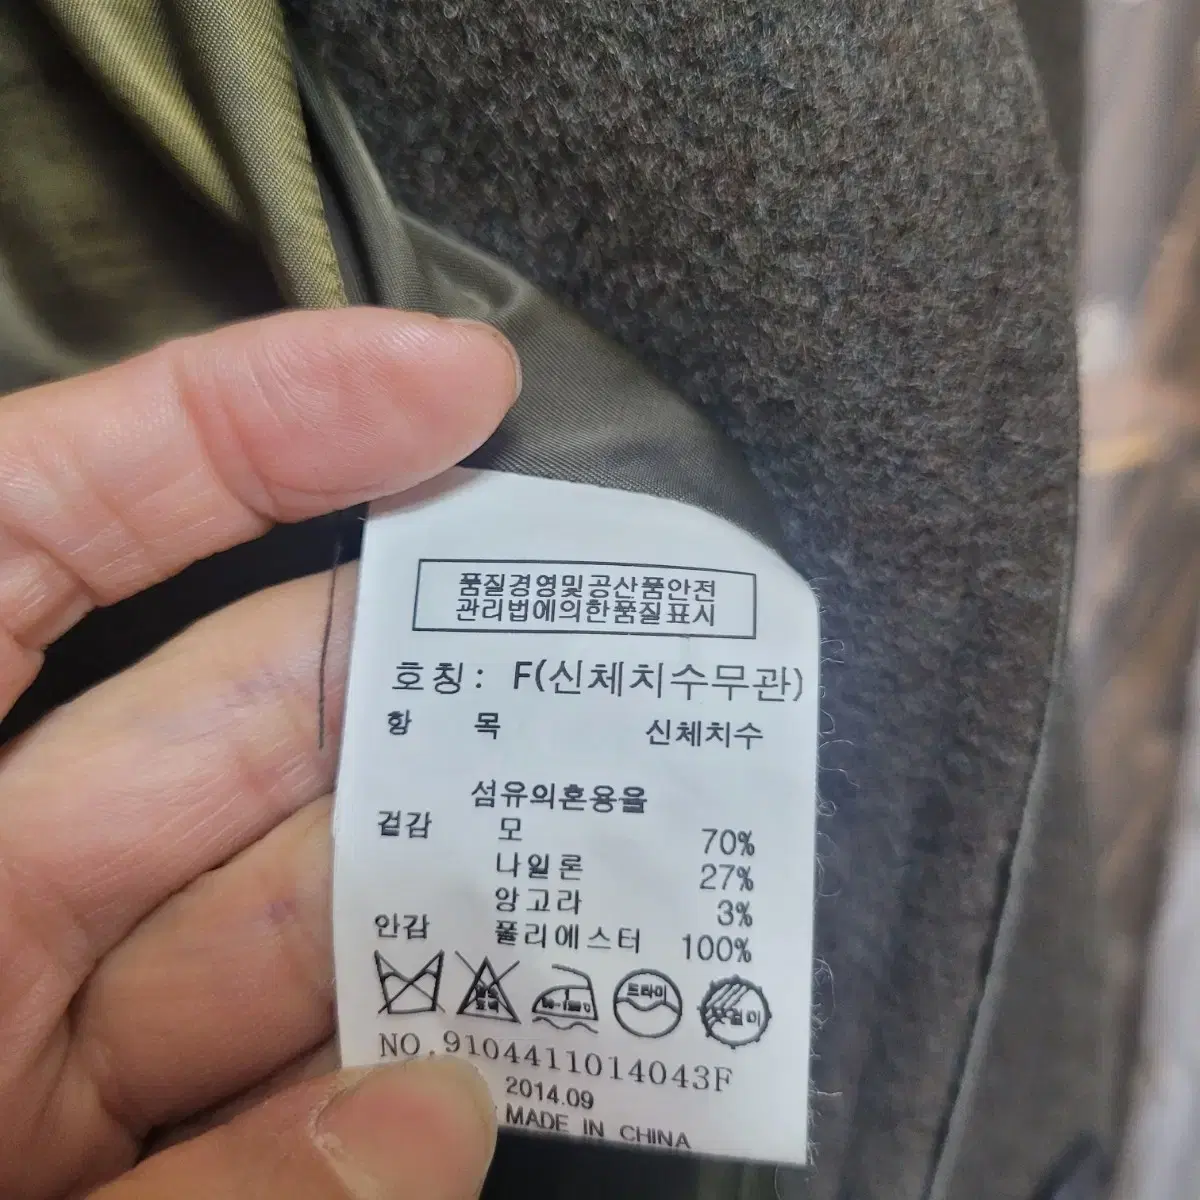 품질경영및공산품안전
관리법에의한품질표시
호칭: F(신체치수무관)
항 목 신체치수
섬유의혼용율
겉감 모 70%
나일론 27%
앙고라 3%
안감 폴리에스터 100%
드라이
옷걸이
NO.9104411014043F
2014.09
MADE IN CHINA